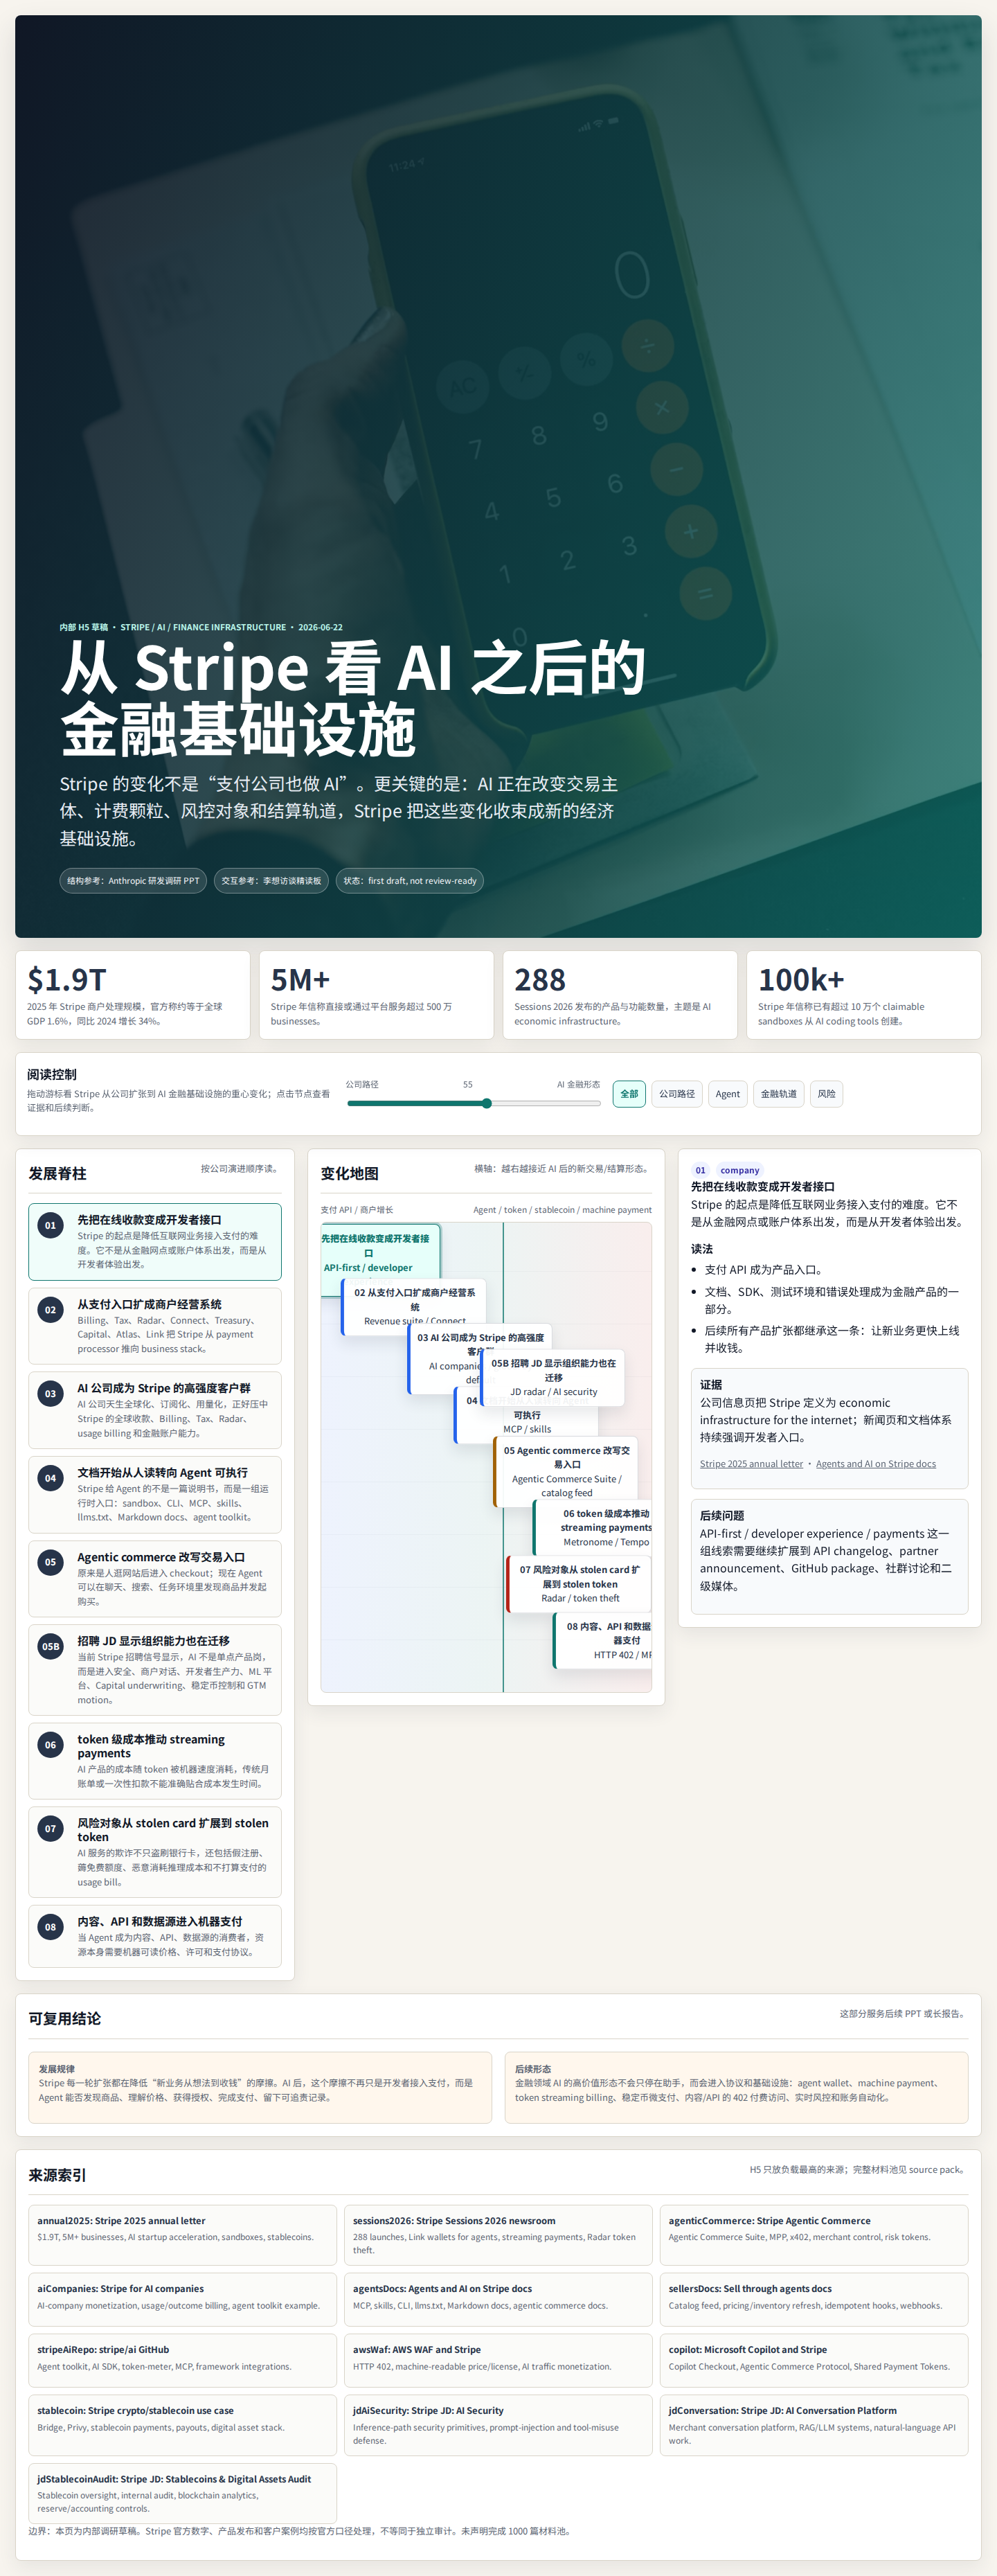 11:24
0
AC
%
÷
7
8
9
×
4
5
6
−
1
2
3
+
0
.
=
内部 H5 草稿 · STRIPE / AI / FINANCE INFRASTRUCTURE · 2026-06-22
从 Stripe 看 AI 之后的
金融基础设施
Stripe 的变化不是“支付公司也做 AI”。更关键的是：AI 正在改变交易主
体、计费颗粒、风控对象和结算轨道，Stripe 把这些变化收束成新的经济
基础设施。
结构参考：Anthropic 研发调研 PPT
交互参考：李想访谈精读板
状态：first draft, not review-ready
$1.9T
2025 年 Stripe 商户处理规模，官方称约等于全球
GDP 1.6%，同比 2024 增长 34%。
5M+
Stripe 年信称直接或通过平台服务超过 500 万
businesses。
288
Sessions 2026 发布的产品与功能数量，主题是 AI
economic infrastructure。
100k+
Stripe 年信称已有超过 10 万个 claimable
sandboxes 从 AI coding tools 创建。
阅读控制
拖动游标看 Stripe 从公司扩张到 AI 金融基础设施的重心变化；点击节点查看
证据和后续判断。
公司路径
55
AI 金融形态
全部
公司路径
Agent
金融轨道
风险
发展脊柱
按公司演进顺序读。
01
先把在线收款变成开发者接口
Stripe 的起点是降低互联网业务接入支付的难
度。它不是从金融网点或账户体系出发，而是从
开发者体验出发。
02
从支付入口扩成商户经营系统
Billing、Tax、Radar、Connect、Treasury、
Capital、Atlas、Link 把 Stripe 从 payment
processor 推向 business stack。
03
AI 公司成为 Stripe 的高强度客户群
AI 公司天生全球化、订阅化、用量化，正好压中
Stripe 的全球收款、Billing、Tax、Radar、
usage billing 和金融账户能力。
04
文档开始从人读转向 Agent 可执行
Stripe 给 Agent 的不是一篇说明书，而是一组运
行时入口：sandbox、CLI、MCP、skills、
llms.txt、Markdown docs、agent toolkit。
05
Agentic commerce 改写交易入口
原来是人逛网站后进入 checkout；现在 Agent
可以在聊天、搜索、任务环境里发现商品并发起
购买。
05B
招聘 JD 显示组织能力也在迁移
当前 Stripe 招聘信号显示，AI 不是单点产品岗，
而是进入安全、商户对话、开发者生产力、ML 平
台、Capital underwriting、稳定币控制和 GTM
motion。
06
token 级成本推动 streaming
payments
AI 产品的成本随 token 被机器速度消耗，传统月
账单或一次性扣款不能准确贴合成本发生时间。
07
风险对象从 stolen card 扩展到 stolen
token
AI 服务的欺诈不只盗刷银行卡，还包括假注册、
薅免费额度、恶意消耗推理成本和不打算支付的
usage bill。
08
内容、API 和数据源进入机器支付
当 Agent 成为内容、API、数据源的消费者，资
源本身需要机器可读价格、许可和支付协议。
变化地图
横轴：越右越接近 AI 后的新交易/结算形态。
支付 API / 商户增长
Agent / token / stablecoin / machine payment
先把在线收款变成开发者接
口
API-first / developer
02 从支付入口扩成商户经营系
统
Revenue suite / Connect
03 AI 公司成为 Stripe 的高强度
客户群
AI companie
05B 招聘 JD 显示组织能力也在
迁移
JD radar / AI security
04
可执行
MCP / skills
05 Agentic commerce 改写交
易入口
Agentic Commerce Suite /
catalog feed
06 token 级成本推动
streaming payments
Metronome / Tempo
07 风险对象从 stolen card 扩
展到 stolen token
Radar / token theft
08 内容、API 和数据
器支付
HTTP 402 /
01
company
先把在线收款变成开发者接口
Stripe 的起点是降低互联网业务接入支付的难度。它不
是从金融网点或账户体系出发，而是从开发者体验出发。
读法
• 支付 API 成为产品入口。
• 文档、SDK、测试环境和错误处理成为金融产品的一
部分。
• 后续所有产品扩张都继承这一条：让新业务更快上线
并收钱。
证据
公司信息页把 Stripe 定义为 economic
infrastructure for the internet；新闻页和文档体系
持续强调开发者入口。
Stripe 2025 annual letter · Agents and AI on Stripe docs
后续问题
API-first / developer experience / payments 这一
组线索需要继续扩展到 API changelog、partner
announcement、GitHub package、社群讨论和二
级媒体。
可复用结论
这部分服务后续 PPT 或长报告。
发展规律
Stripe 每一轮扩张都在降低“新业务从想法到收钱”的摩擦。AI 后，这个摩擦不再只是开发者接入支付，而是
Agent 能否发现商品、理解价格、获得授权、完成支付、留下可追责记录。
后续形态
金融领域 AI 的高价值形态不会只停在助手，而会进入协议和基础设施：agent wallet、machine payment、
token streaming billing、稳定币微支付、内容/API 的 402 付费访问、实时风控和账务自动化。
来源索引
H5 只放负载最高的来源；完整材料池见 source pack。
annual2025: Stripe 2025 annual letter
$1.9T, 5M+ businesses, AI startup acceleration, sandboxes, stablecoins.
sessions2026: Stripe Sessions 2026 newsroom
288 launches, Link wallets for agents, streaming payments, Radar token
theft.
agenticCommerce: Stripe Agentic Commerce
Agentic Commerce Suite, MPP, x402, merchant control, risk tokens.
aiCompanies: Stripe for AI companies
AI-company monetization, usage/outcome billing, agent toolkit example.
agentsDocs: Agents and AI on Stripe docs
MCP, skills, CLI, llms.txt, Markdown docs, agentic commerce docs.
sellersDocs: Sell through agents docs
Catalog feed, pricing/inventory refresh, idempotent hooks, webhooks.
stripeAiRepo: stripe/ai GitHub
Agent toolkit, AI SDK, token-meter, MCP, framework integrations.
awsWaf: AWS WAF and Stripe
HTTP 402, machine-readable price/license, AI traffic monetization.
copilot: Microsoft Copilot and Stripe
Copilot Checkout, Agentic Commerce Protocol, Shared Payment Tokens.
stablecoin: Stripe crypto/stablecoin use case
Bridge, Privy, stablecoin payments, payouts, digital asset stack.
jdAiSecurity: Stripe JD: AI Security
Inference-path security primitives, prompt-injection and tool-misuse
defense.
jdConversation: Stripe JD: AI Conversation Platform
Merchant conversation platform, RAG/LLM systems, natural-language API
work.
jdStablecoinAudit: Stripe JD: Stablecoins & Digital Assets Audit
Stablecoin oversight, internal audit, blockchain analytics,
reserve/accounting controls.
边界：本页为内部调研草稿。Stripe 官方数字、产品发布和客户案例均按官方口径处理，不等同于独立审计。未声明完成 1000 篇材料池。